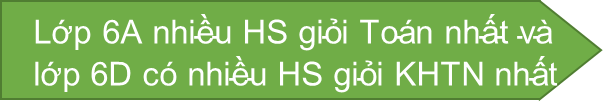 Lớp 6A nhiều HS giỏi Toán nhất và
lớp 6D có nhiều HS giỏi KHTN nhất